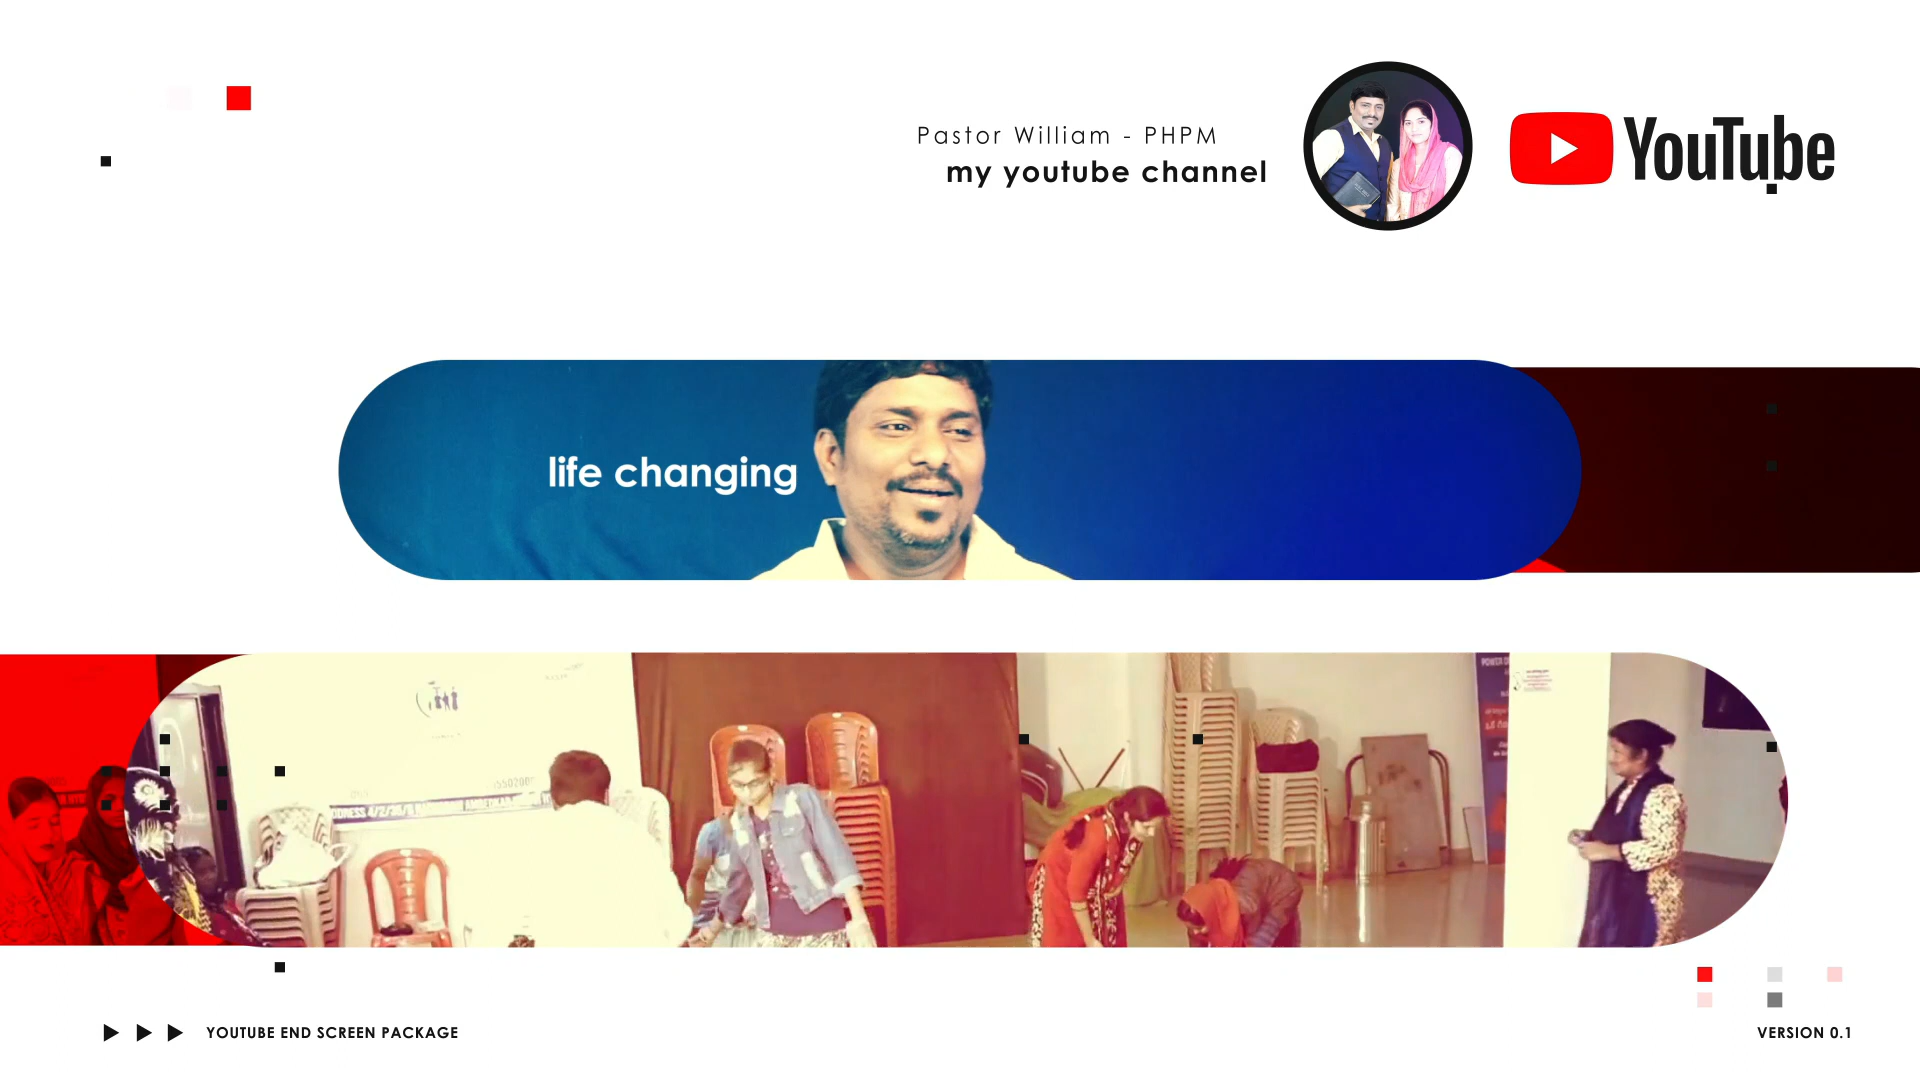 Pastor William - PHPM
my youtube channel
YouTube
life changing
YOUTUBE END SCREEN PACKAGE
VERSION 0.1